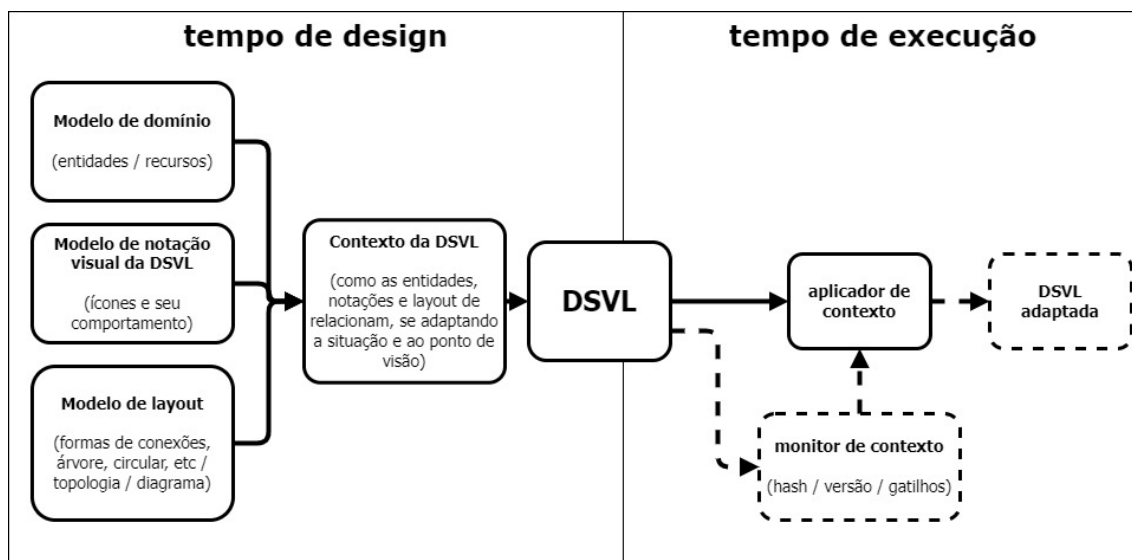 tempo de design
tempo de execução
Modelo de domínio
(entidades / recursos)
Modelo de notação
visual da DSVL
(ícones e seu
comportamento)
Modelo de layout
(formas de conexões,
árvore, circular, etc /
topologia / diagrama)
Contexto da DSVL
(como as entidades,
notações e layout de
relacionam, se adaptando
a situação e ao ponto de
visão)
DSVL
aplicador de
contexto
DSVL
adaptada
monitor de contexto
(hash / versão / gatilhos)